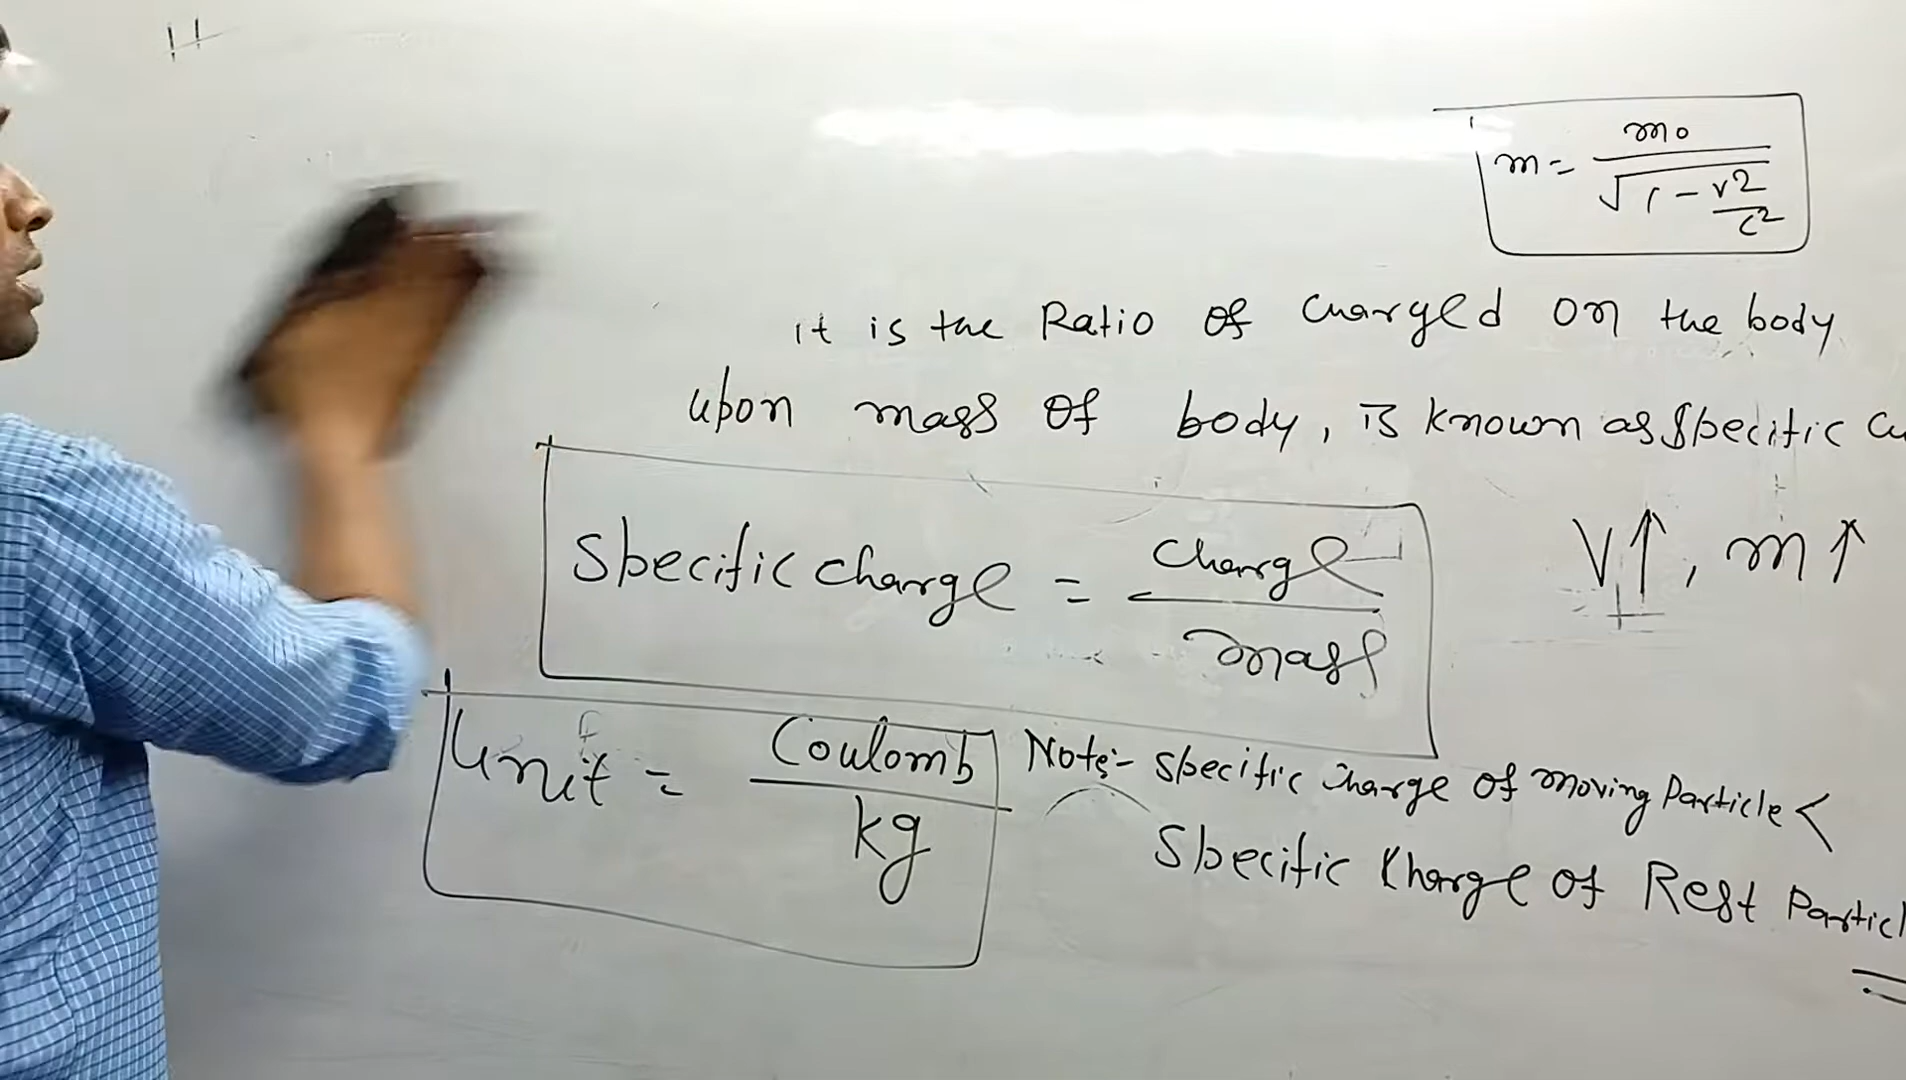 m = m₀ / √(1 - v²/c²)
it is the Ratio of charged on the body
upon mass of body, is known as Specific
Specific charge = charge / mass
V↑, m↑
Unit = Coulomb / kg
Note:- Specific charge of moving Particle <
Specific Charge of Rest